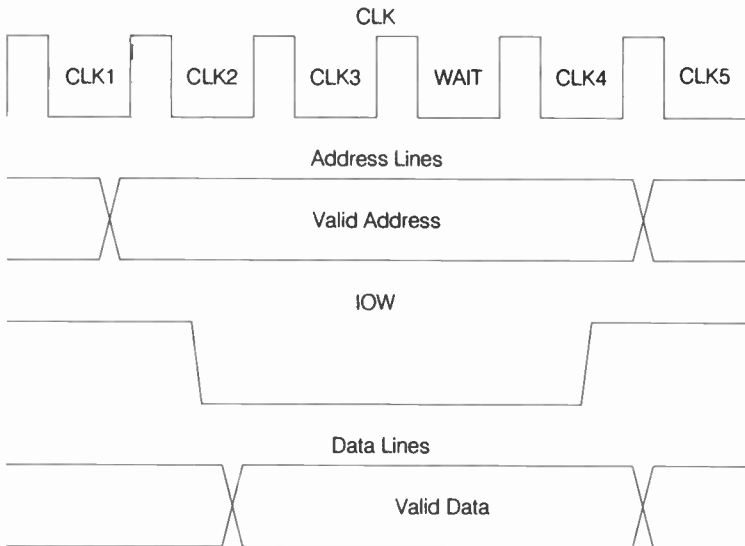 CLK
CLK1 CLK2 CLK3 WAIT CLK4 CLK5
Address Lines
Valid Address
IOW
Data Lines
Valid Data